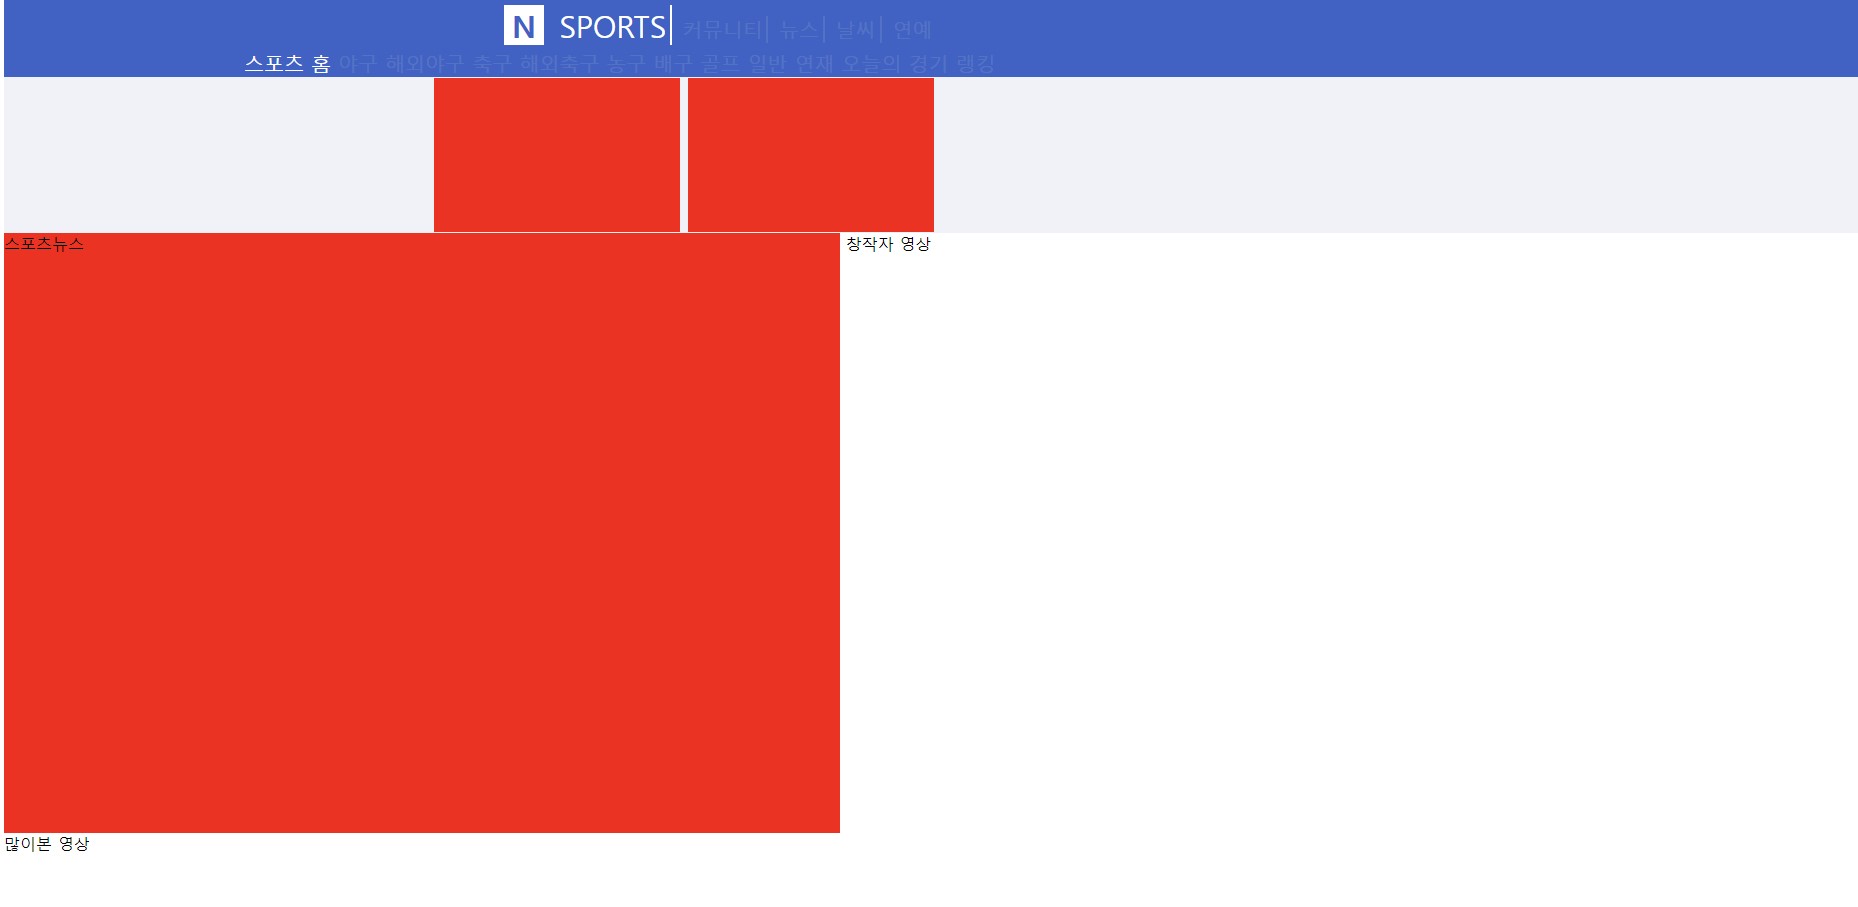 N SPORTS| 커뮤니티| 뉴스| 날씨| 연예
스포츠 홈 야구 해외야구 축구 해외축구 농구 배구 골프 일반 연재 오늘의 경기 랭킹
스포츠뉴스
창작자 영상
많이본 영상